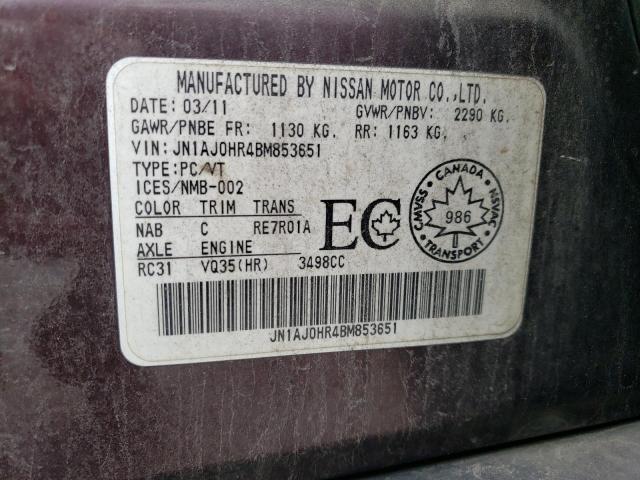 MANUFACTURED BY NISSAN MOTOR CO.,LTD.
DATE: 03/11 GVWR/PNBV: 2290 KG.
GAWR/PNBE FR: 1130 KG. RR: 1163 KG.
VIN: JN1AJ0HR4BM853651
TYPE: PC/VT
ICES/NMB-002
COLOR TRIM TRANS
NAB C RE7R01A
AXLE ENGINE
RC31 VQ35(HR) 3498CC
EC
CANADA
CMVSS NSVAC
986
TRANSPORT
JN1AJ0HR4BM853651